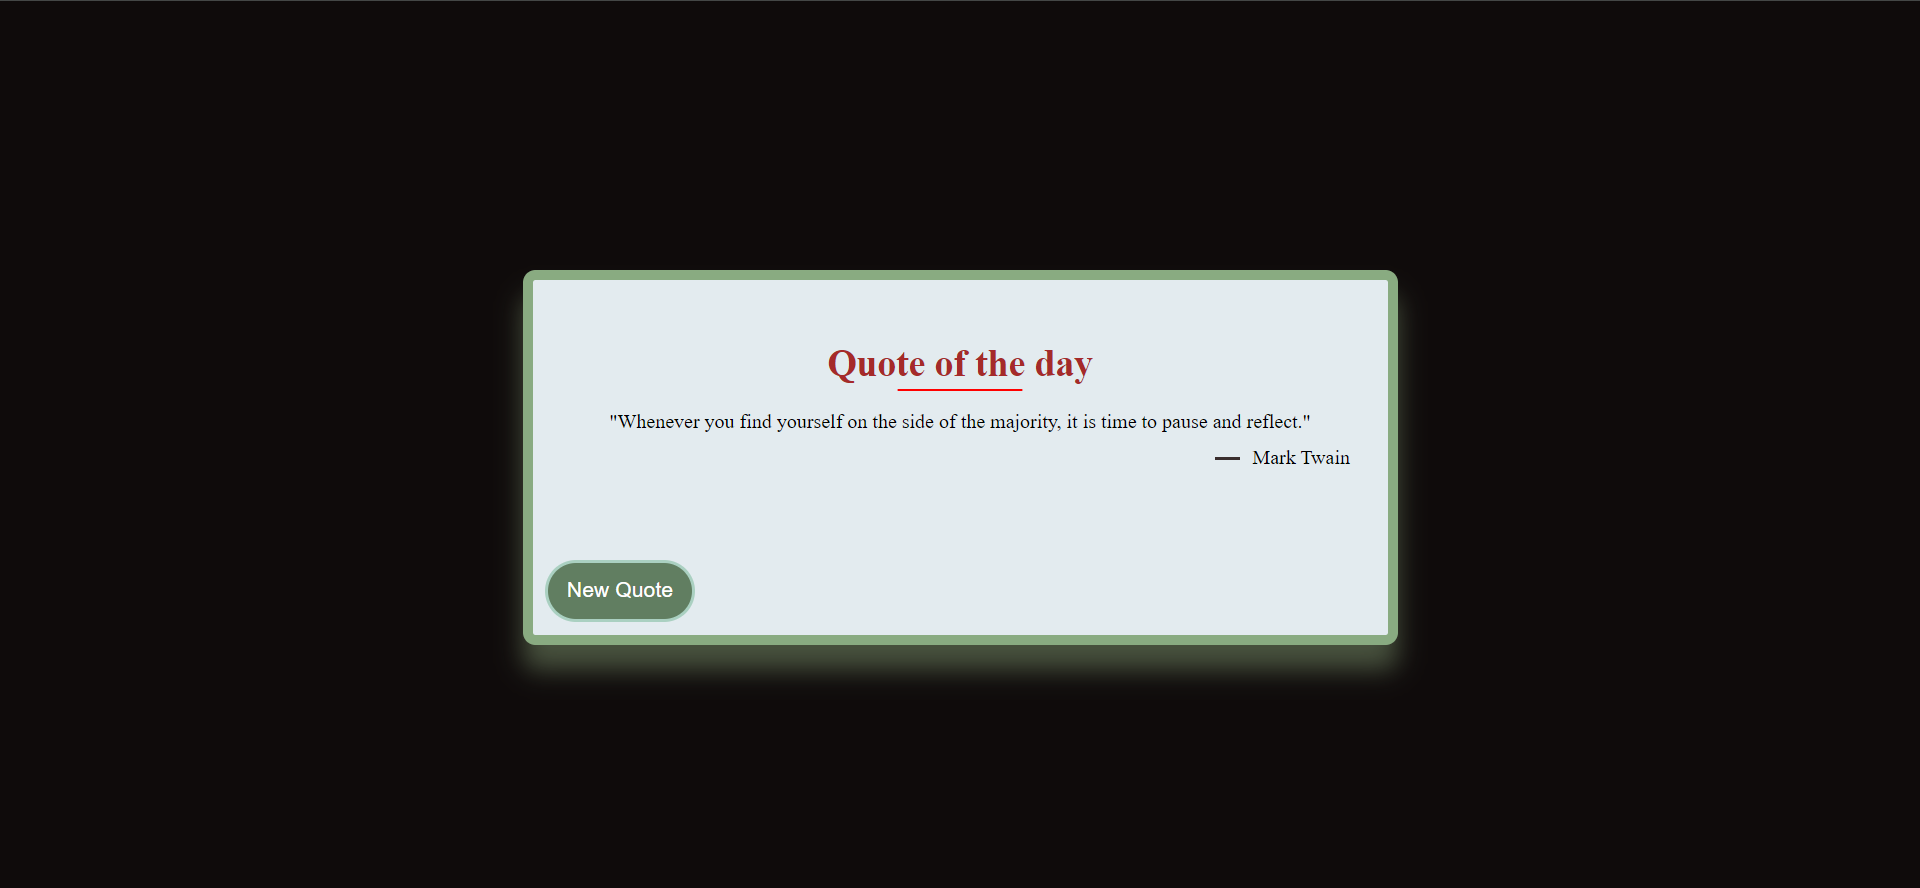 Quote of the day
"Whenever you find yourself on the side of the majority, it is time to pause and reflect."
— Mark Twain
New Quote